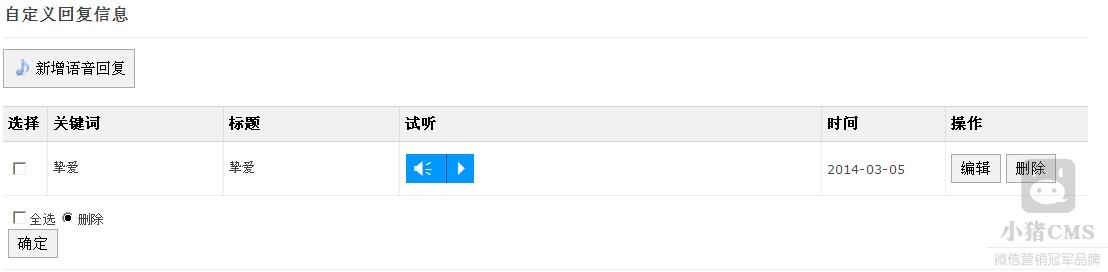 自定义回复信息
新增语音回复
选择 关键词 标题 试听 时间 操作
挚爱 挚爱 2014-03-05 编辑 删除
全选 删除
确定
小猪CMS
微信营销冠军品牌